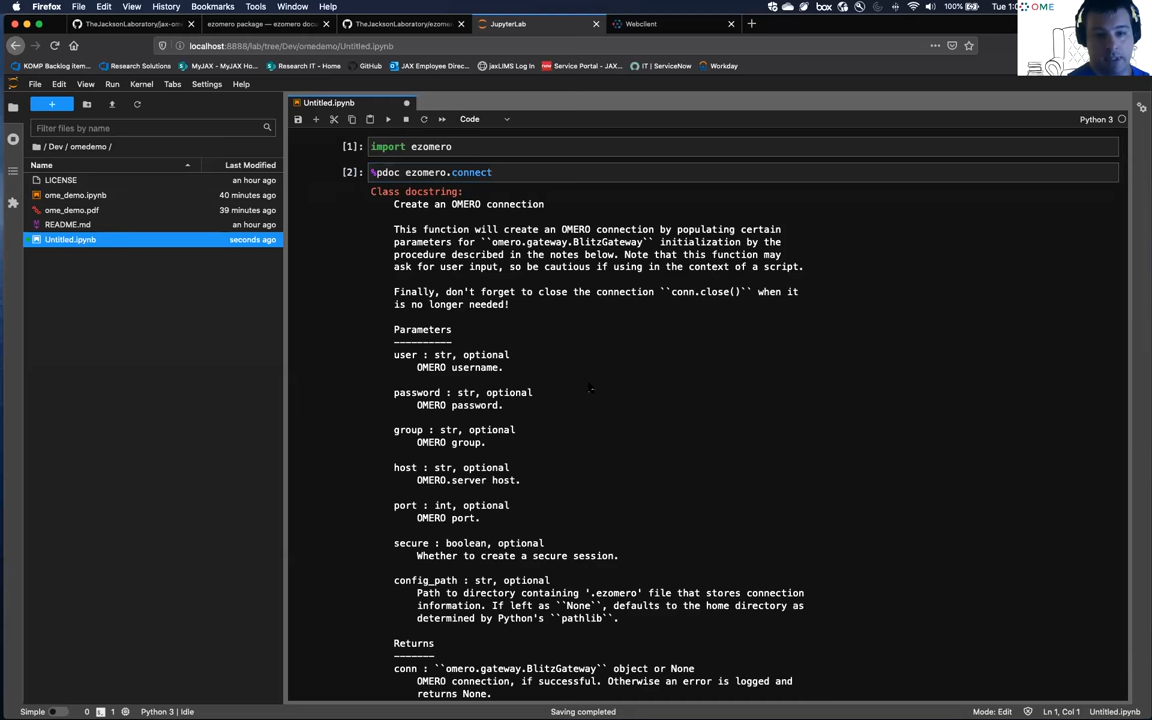 Firefox File Edit View History Bookmarks Tools Window Help
box 100% Tue 1:
TheJacksonLaboratory/jax-om
ezomero package — ezomero doc
TheJacksonLaboratory/ezomer
JupyterLab
Webclient
OME
localhost:8888/lab/tree/Dev/omedemo/Untitled.ipynb
KOMP Backlog item...
MyJAX - MyJAX Ho...
Research IT - Home
GitHub
JAX Employee Direc...
jaxLIMS Log In
Service Portal - JAX...
IT | ServiceNow
Workday
File Edit View Run Kernel Tabs Settings Help
Untitled.ipynb
Filter files by name
Code
Python 3
/ Dev / omedemo /
Name Last Modified
LICENSE an hour ago
ome_demo.ipynb 40 minutes ago
ome_demo.pdf 39 minutes ago
README.md an hour ago
Untitled.ipynb seconds ago
[1]: import ezomero
[2]: %pdoc ezomero.connect
Class docstring:
Create an OMERO connection
This function will create an OMERO connection by populating certain
parameters for ``omero.gateway.BlitzGateway`` initialization by the
procedure described in the notes below. Note that this function may
ask for user input, so be cautious if using in the context of a script.
Finally, don't forget to close the connection ``conn.close()`` when it
is no longer needed!
Parameters
----------
user : str, optional
OMERO username.
password : str, optional
OMERO password.
group : str, optional
OMERO group.
host : str, optional
OMERO.server host.
port : int, optional
OMERO port.
secure : boolean, optional
Whether to create a secure session.
config_path : str, optional
Path to directory containing '.ezomero' file that stores connection
information. If left as ``None``, defaults to the home directory as
determined by Python's ``pathlib``.
Returns
-------
conn : ``omero.gateway.BlitzGateway`` object or None
OMERO connection, if successful. Otherwise an error is logged and
returns None.
Simple 0 1 Python 3 | Idle
Saving completed
Mode: Edit Ln 1, Col 1 Untitled.ipynb